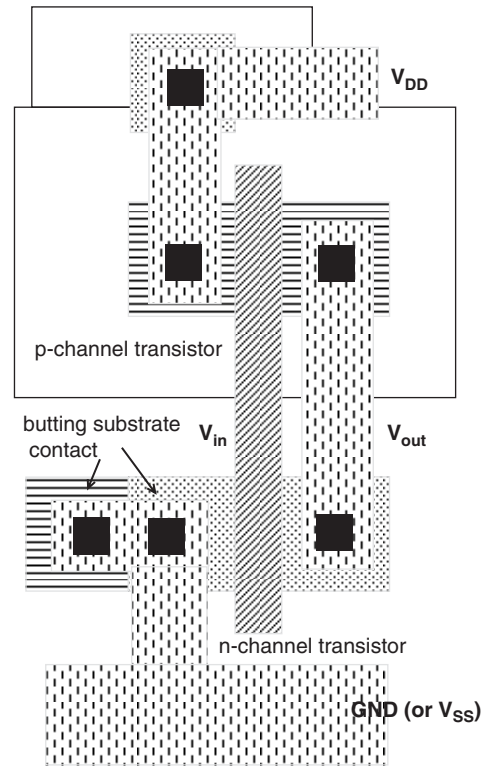 V_DD
p-channel transistor
butting substrate
contact
V_in
V_out
n-channel transistor
GND (or V_SS)